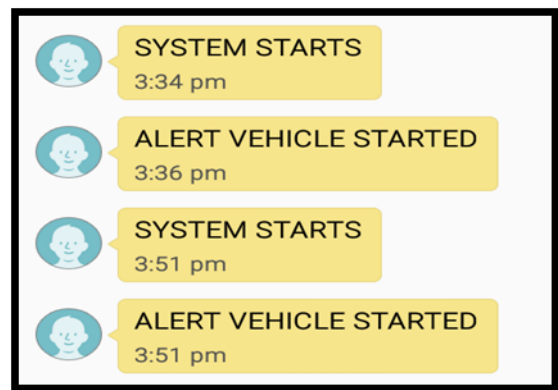 SYSTEM STARTS
3:34 pm
ALERT VEHICLE STARTED
3:36 pm
SYSTEM STARTS
3:51 pm
ALERT VEHICLE STARTED
3:51 pm